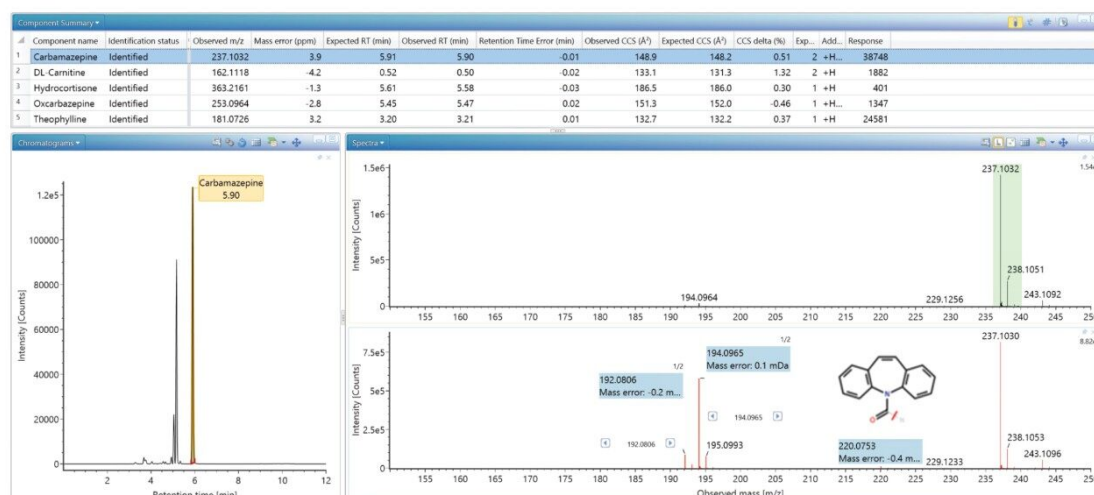 Component Summary
Component name Identification status Observed m/z Mass error (ppm) Expected RT (min) Observed RT (min) Retention Time Error (min) Observed CCS (Å²) Expected CCS (Å²) CCS delta (%) Exp... Add... Response
1 Carbamazepine Identified 237.1032 3.9 5.91 5.90 -0.01 148.9 148.2 0.51 2 +H... 38748
2 DL-Carnitine Identified 162.1118 -4.2 0.52 0.50 -0.02 133.1 131.3 1.32 2 +H 1882
3 Hydrocortisone Identified 363.2161 -1.3 5.61 5.58 -0.03 186.5 186.0 0.30 1 +H 401
4 Oxcarbazepine Identified 253.0964 -2.8 5.45 5.47 0.02 151.3 152.0 -0.46 1 +H... 1347
5 Theophylline Identified 181.0726 3.2 3.20 3.21 0.01 132.7 132.2 0.37 1 +H 24581
Chromatograms
Carbamazepine
5.90
Intensity [Counts]
1.2e5
100000
80000
60000
40000
20000
0
0 2 4 6 8 10 12
Retention time [min]
Spectra
Intensity [Counts]
1.5e6
1e6
5e5
0
237.1032
194.0964
229.1256
238.1051
243.1092
155 160 165 170 175 180 185 190 195 200 205 210 215 220 225 230 235 240 245
Intensity [Counts]
7.5e5
5e5
2.5e5
0
237.1030
1/2
194.0965
Mass error: 0.1 mDa
1/2
192.0806
Mass error: -0.2 m...
194.0965
192.0806
195.0993
N
O
220.0753
Mass error: -0.4 m...
229.1233
238.1053
243.1096
155 160 165 170 175 180 185 190 195 200 205 210 215 220 225 230 235 240 245
Observed mass [m/z]